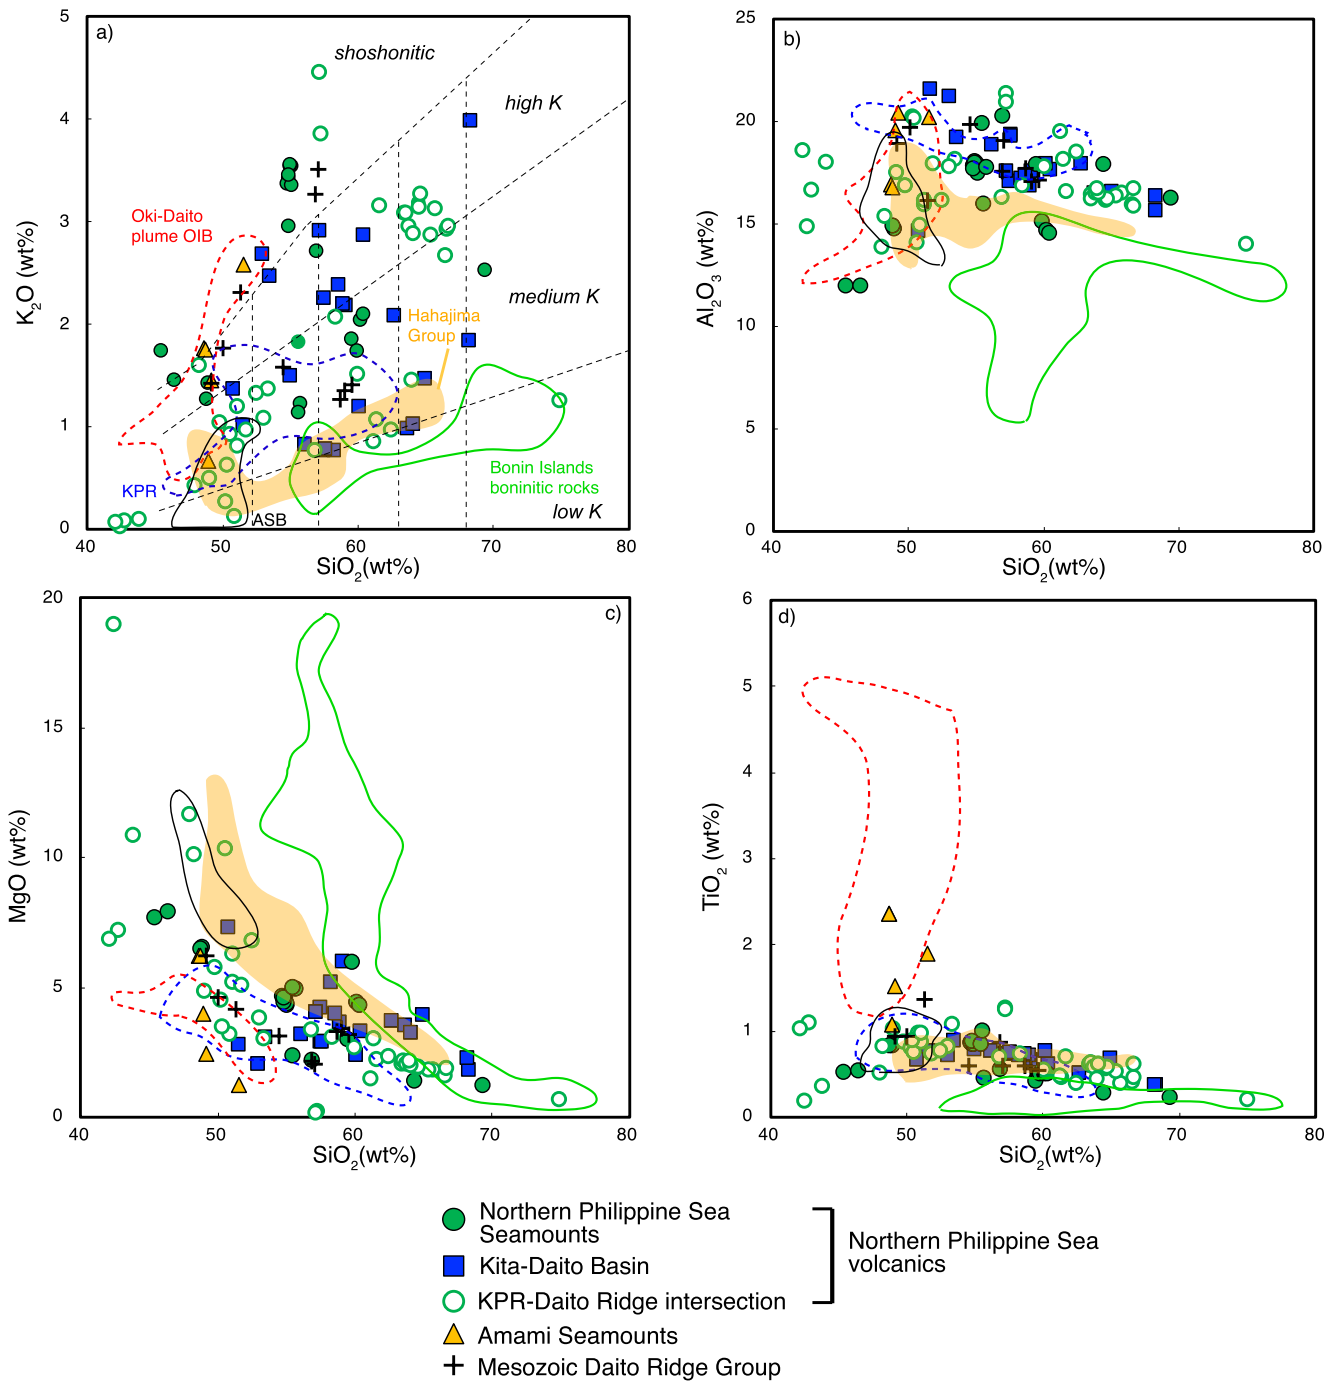 a)
5
4
3
2
1
0
40
50
60
70
80
K2O (wt%)
SiO2(wt%)
shoshonitic
high K
medium K
low K
Oki-Daito
plume OIB
Hahajima
Group
KPR
ASB
Bonin Islands
boninitic rocks
b)
25
20
15
10
5
0
40
50
60
70
80
Al2O3 (wt%)
SiO2(wt%)
c)
20
15
10
5
0
40
50
60
70
80
MgO (wt%)
SiO2(wt%)
d)
6
5
4
3
2
1
0
40
50
60
70
80
TiO2 (wt%)
SiO2(wt%)
Northern Philippine Sea
Seamounts
Kita-Daito Basin
KPR-Daito Ridge intersection
Northern Philippine Sea
volcanics
Amami Seamounts
Mesozoic Daito Ridge Group